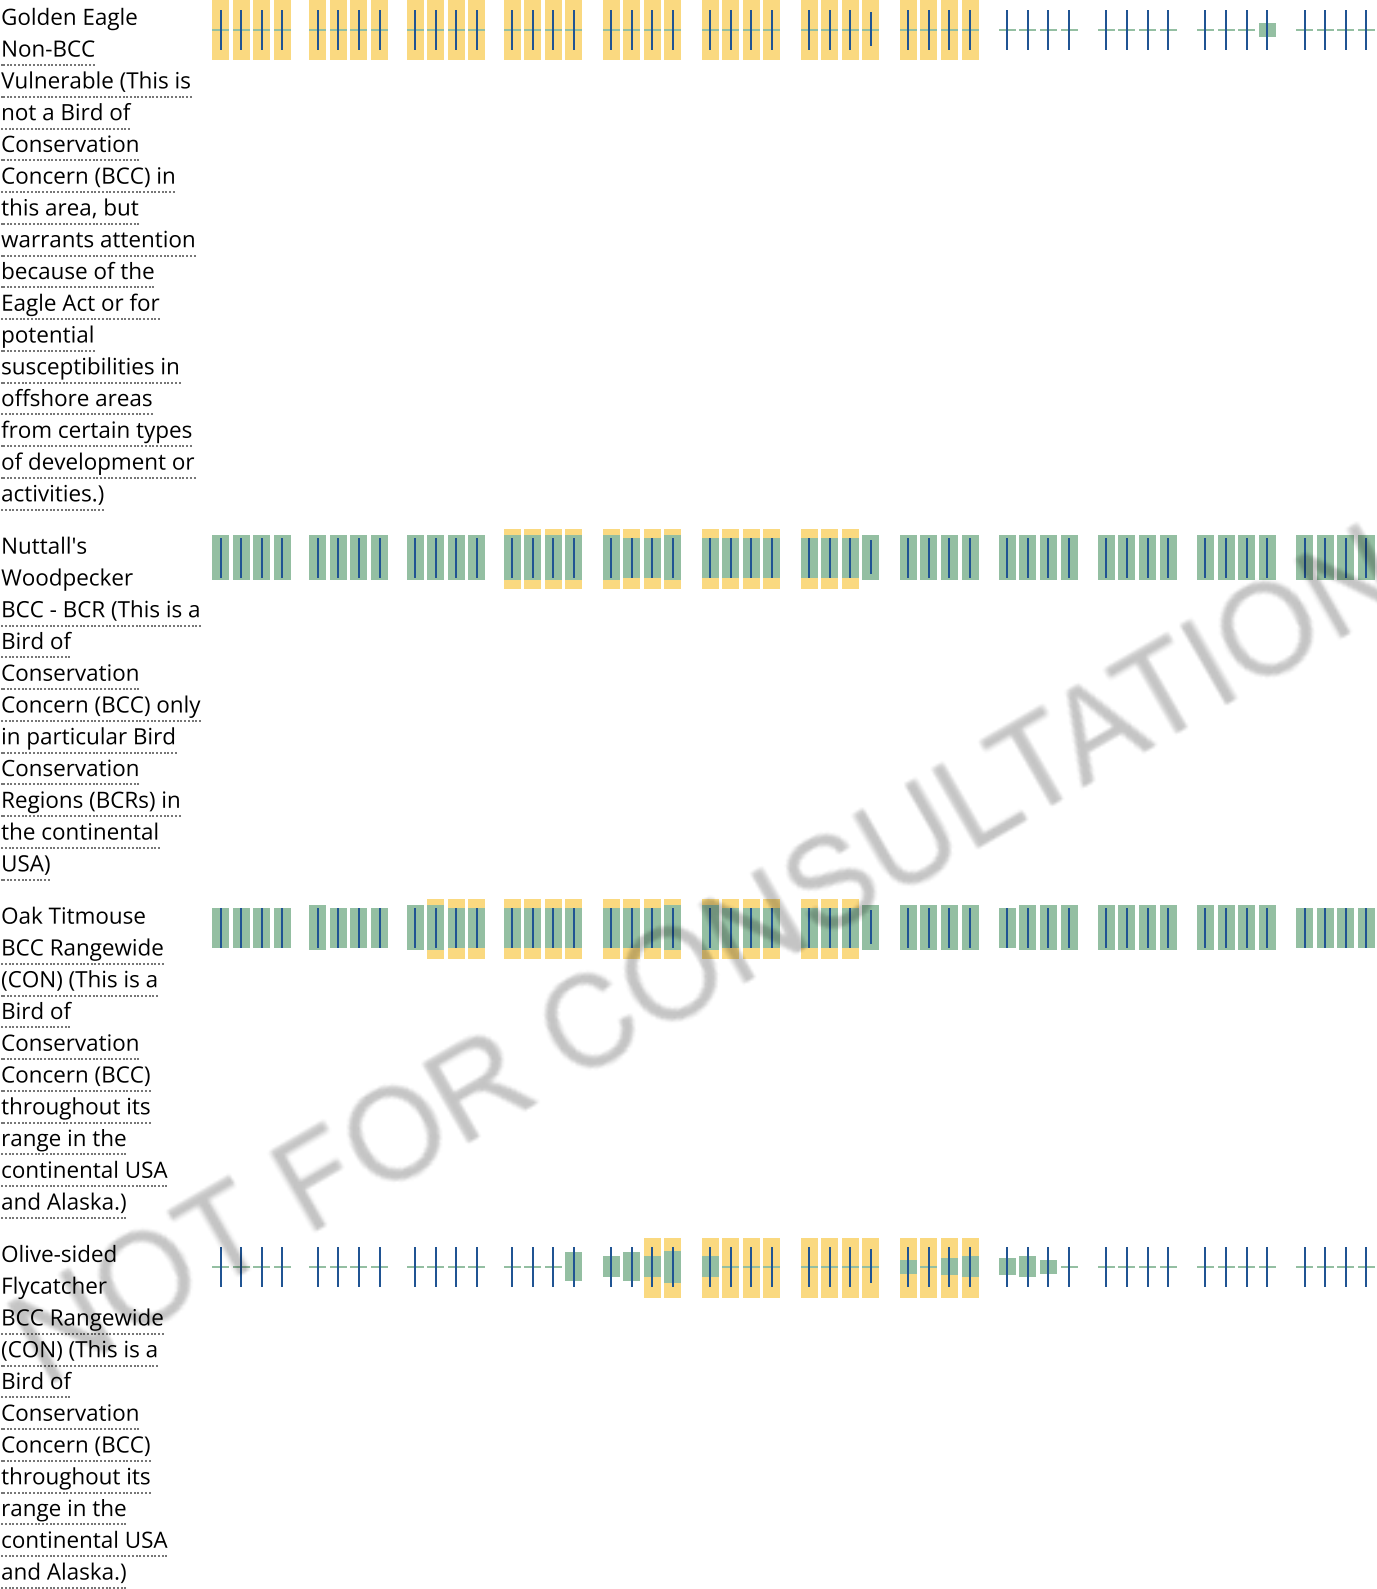 Golden Eagle
Non-BCC
Vulnerable (This is
not a Bird of
Conservation
Concern (BCC) in
this area, but
warrants attention
because of the
Eagle Act or for
potential
susceptibilities in
offshore areas
from certain types
of development or
activities.)
Nuttall's
Woodpecker
BCC - BCR (This is a
Bird of
Conservation
Concern (BCC) only
in particular Bird
Conservation
Regions (BCRs) in
the continental
USA)
Oak Titmouse
BCC Rangewide
(CON) (This is a
Bird of
Conservation
Concern (BCC)
throughout its
range in the
continental USA
and Alaska.)
Olive-sided
Flycatcher
BCC Rangewide
(CON) (This is a
Bird of
Conservation
Concern (BCC)
throughout its
range in the
continental USA
and Alaska.)
NOT FOR CONSULTATION